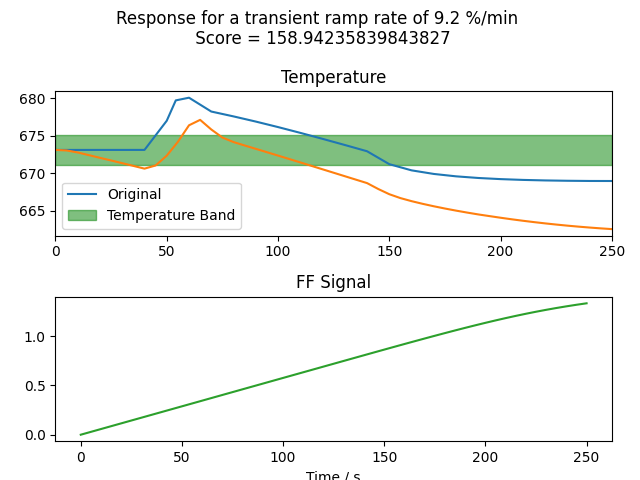 Response for a transient ramp rate of 9.2 %/min
Score = 158.94235839843827
Temperature
680
675
670
665
Original
Temperature Band
0 50 100 150 200 250
FF Signal
1.0
0.5
0.0
0 50 100 150 200 250
Time / s